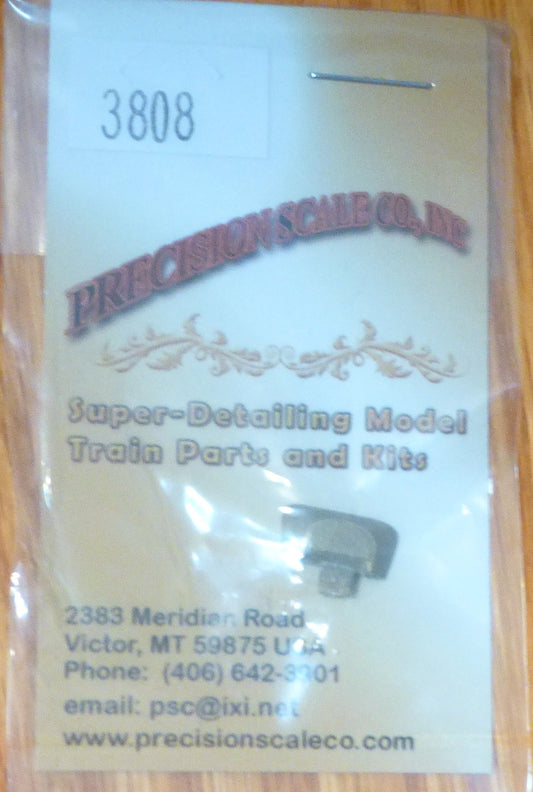 3808
PRECISION SCALE CO., INC
Super-Detailing Model
Train Parts and Kits
2383 Meridian Road
Victor, MT 59875 USA
Phone: (406) 642-3901
email: psc@ixi.net
www.precisionscaleco.com